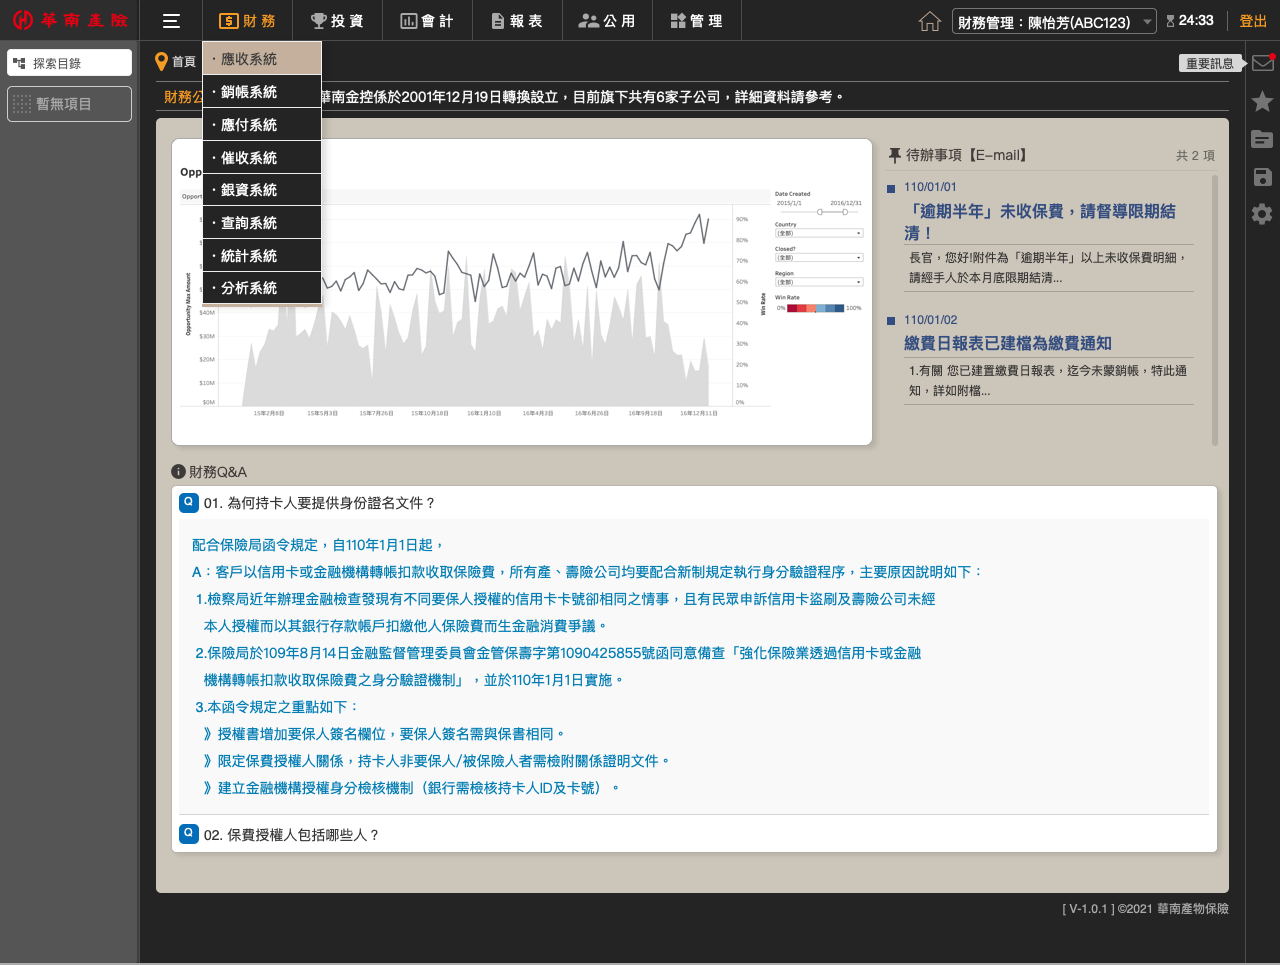 華南產險
財務
投資
會計
報表
公用
管理
財務管理：陳怡芳(ABC123)
24:33
登出
探索目錄
暫無項目
首頁
重要訊息
財務公
華南金控係於2001年12月19日轉換設立，目前旗下共有6家子公司，詳細資料請參考。
・應收系統
・銷帳系統
・應付系統
・催收系統
・銀資系統
・查詢系統
・統計系統
・分析系統
Oppo
Opport
Opportunity Max Amount
$40M
$30M
$20M
$10M
$0M
90%
80%
70%
60%
50%
40%
30%
20%
10%
0%
Win Rate
15年2月8日
15年5月3日
15年7月26日
15年10月18日
16年1月10日
16年4月3日
16年6月26日
16年9月18日
16年12月11日
Date Created
2015/1/1
2016/12/31
Country
(全部)
Closed?
(全部)
Region
(全部)
Win Rate
0%
100%
待辦事項【E-mail】
共 2 項
110/01/01
「逾期半年」未收保費，請督導限期結
清！
長官，您好!附件為「逾期半年」以上未收保費明細，
請經手人於本月底限期結清...
110/01/02
繳費日報表已建檔為繳費通知
1.有關 您已建置繳費日報表，迄今未蒙銷帳，特此通
知，詳如附檔...
財務Q&A
Q 01. 為何持卡人要提供身份證名文件？
配合保險局函令規定，自110年1月1日起，
A：客戶以信用卡或金融機構轉帳扣款收取保險費，所有產、壽險公司均要配合新制規定執行身分驗證程序，主要原因說明如下：
1.檢察局近年辦理金融檢查發現有不同要保人授權的信用卡卡號卻相同之情事，且有民眾申訴信用卡盜刷及壽險公司未經
本人授權而以其銀行存款帳戶扣繳他人保險費而生金融消費爭議。
2.保險局於109年8月14日金融監督管理委員會金管保壽字第1090425855號函同意備查「強化保險業透過信用卡或金融
機構轉帳扣款收取保險費之身分驗證機制」，並於110年1月1日實施。
3.本函令規定之重點如下：
》授權書增加要保人簽名欄位，要保人簽名需與保書相同。
》限定保費授權人關係，持卡人非要保人/被保險人者需檢附關係證明文件。
》建立金融機構授權身分檢核機制（銀行需檢核持卡人ID及卡號）。
Q 02. 保費授權人包括哪些人？
[ V-1.0.1 ] ©2021 華南產物保險